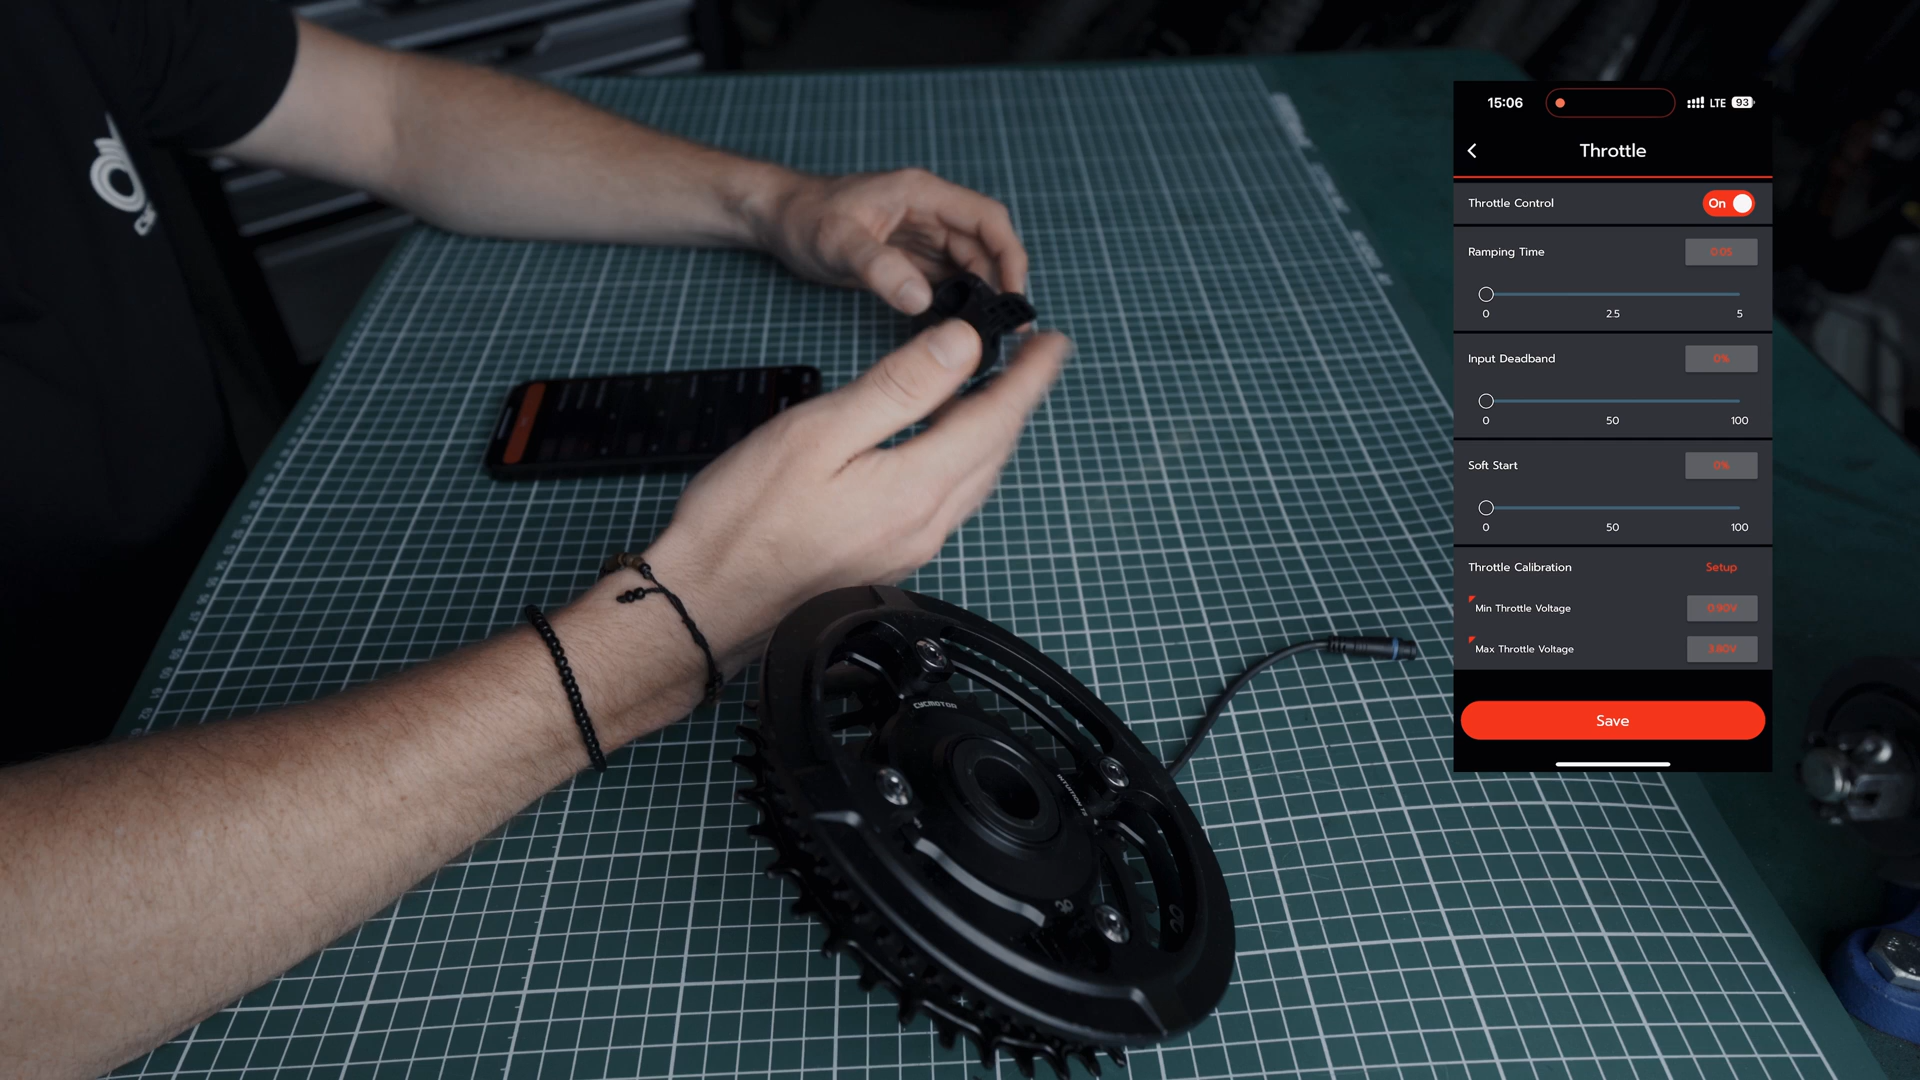 15:06 LTE 93
Throttle
Throttle Control On
Ramping Time 0.05
0 2.5 5
Input Deadband 0%
0 50 100
Soft Start 0%
0 50 100
Throttle Calibration Setup
Min Throttle Voltage 0.90V
Max Throttle Voltage 3.80V
Save
CYCMOTOR